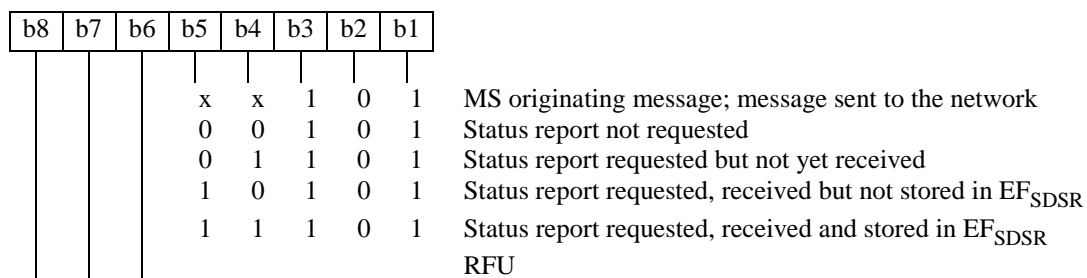 b8 b7 b6 b5 b4 b3 b2 b1
x x 1 0 1 MS originating message; message sent to the network
0 0 1 0 1 Status report not requested
0 1 1 0 1 Status report requested but not yet received
1 0 1 0 1 Status report requested, received but not stored in EFSDSR
1 1 1 0 1 Status report requested, received and stored in EFSDSR
RFU